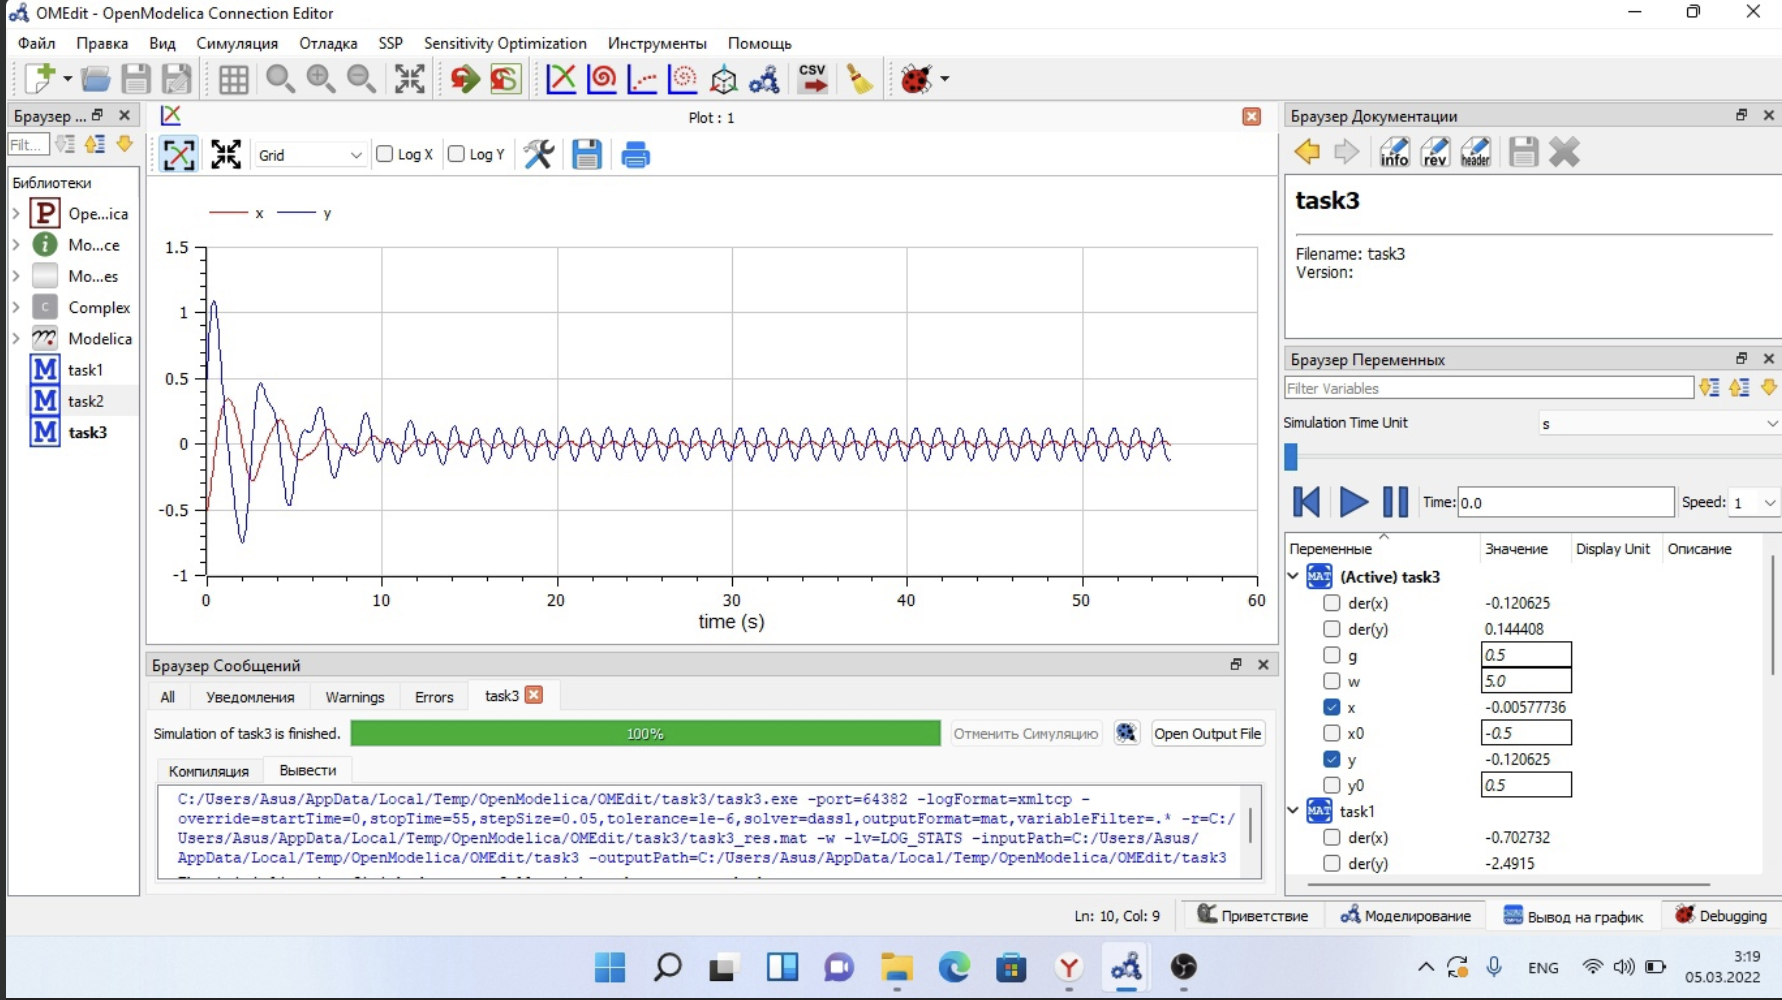 OMEdit - OpenModelica Connection Editor
Файл Правка Вид Симуляция Отладка SSP Sensitivity Optimization Инструменты Помощь
CSV
Браузер ...
Filt...
Библиотеки
P Ope...ica
i Mo...ce
Mo...es
C Complex
Modelica
M task1
M task2
M task3
Plot : 1
Grid Log X Log Y
x y
1.5
1
0.5
0
-0.5
-1
0 10 20 30 40 50 60
time (s)
Браузер Сообщений
All Уведомления Warnings Errors task3
Simulation of task3 is finished. 100% Отменить Симуляцию Open Output File
Компиляция Вывести
C:/Users/Asus/AppData/Local/Temp/OpenModelica/OMEdit/task3/task3.exe -port=64382 -logFormat=xmltcp -
override=startTime=0,stopTime=55,stepSize=0.05,tolerance=1e-6,solver=dassl,outputFormat=mat,variableFilter=.* -r=C:/
Users/Asus/AppData/Local/Temp/OpenModelica/OMEdit/task3/task3_res.mat -w -lv=LOG_STATS -inputPath=C:/Users/Asus/
AppData/Local/Temp/OpenModelica/OMEdit/task3 -outputPath=C:/Users/Asus/AppData/Local/Temp/OpenModelica/OMEdit/task3
Браузер Документации
info rev header
task3
Filename: task3
Version:
Браузер Переменных
Filter Variables
Simulation Time Unit s
Time: 0.0 Speed: 1
Переменные Значение Display Unit Описание
MAT (Active) task3
der(x) -0.120625
der(y) 0.144408
g 0.5
w 5.0
x -0.00577736
x0 -0.5
y -0.120625
y0 0.5
MAT task1
der(x) -0.702732
der(y) -2.4915
Ln: 10, Col: 9 Приветствие Моделирование Вывод на график Debugging
ENG
3:19
05.03.2022